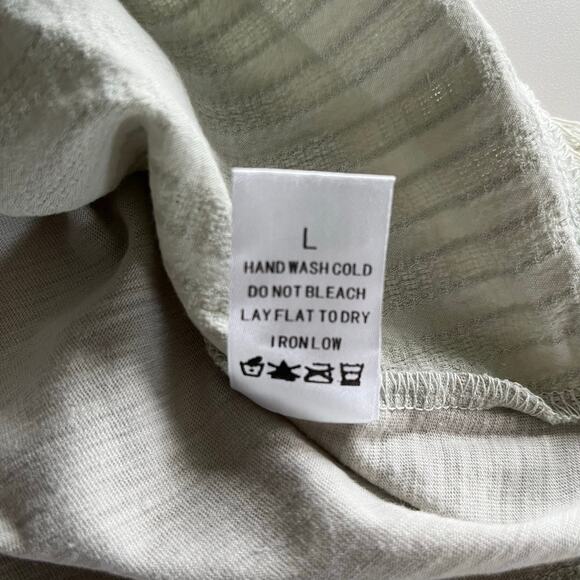 L
HAND WASH COLD
DO NOT BLEACH
LAY FLAT TO DRY
IRON LOW